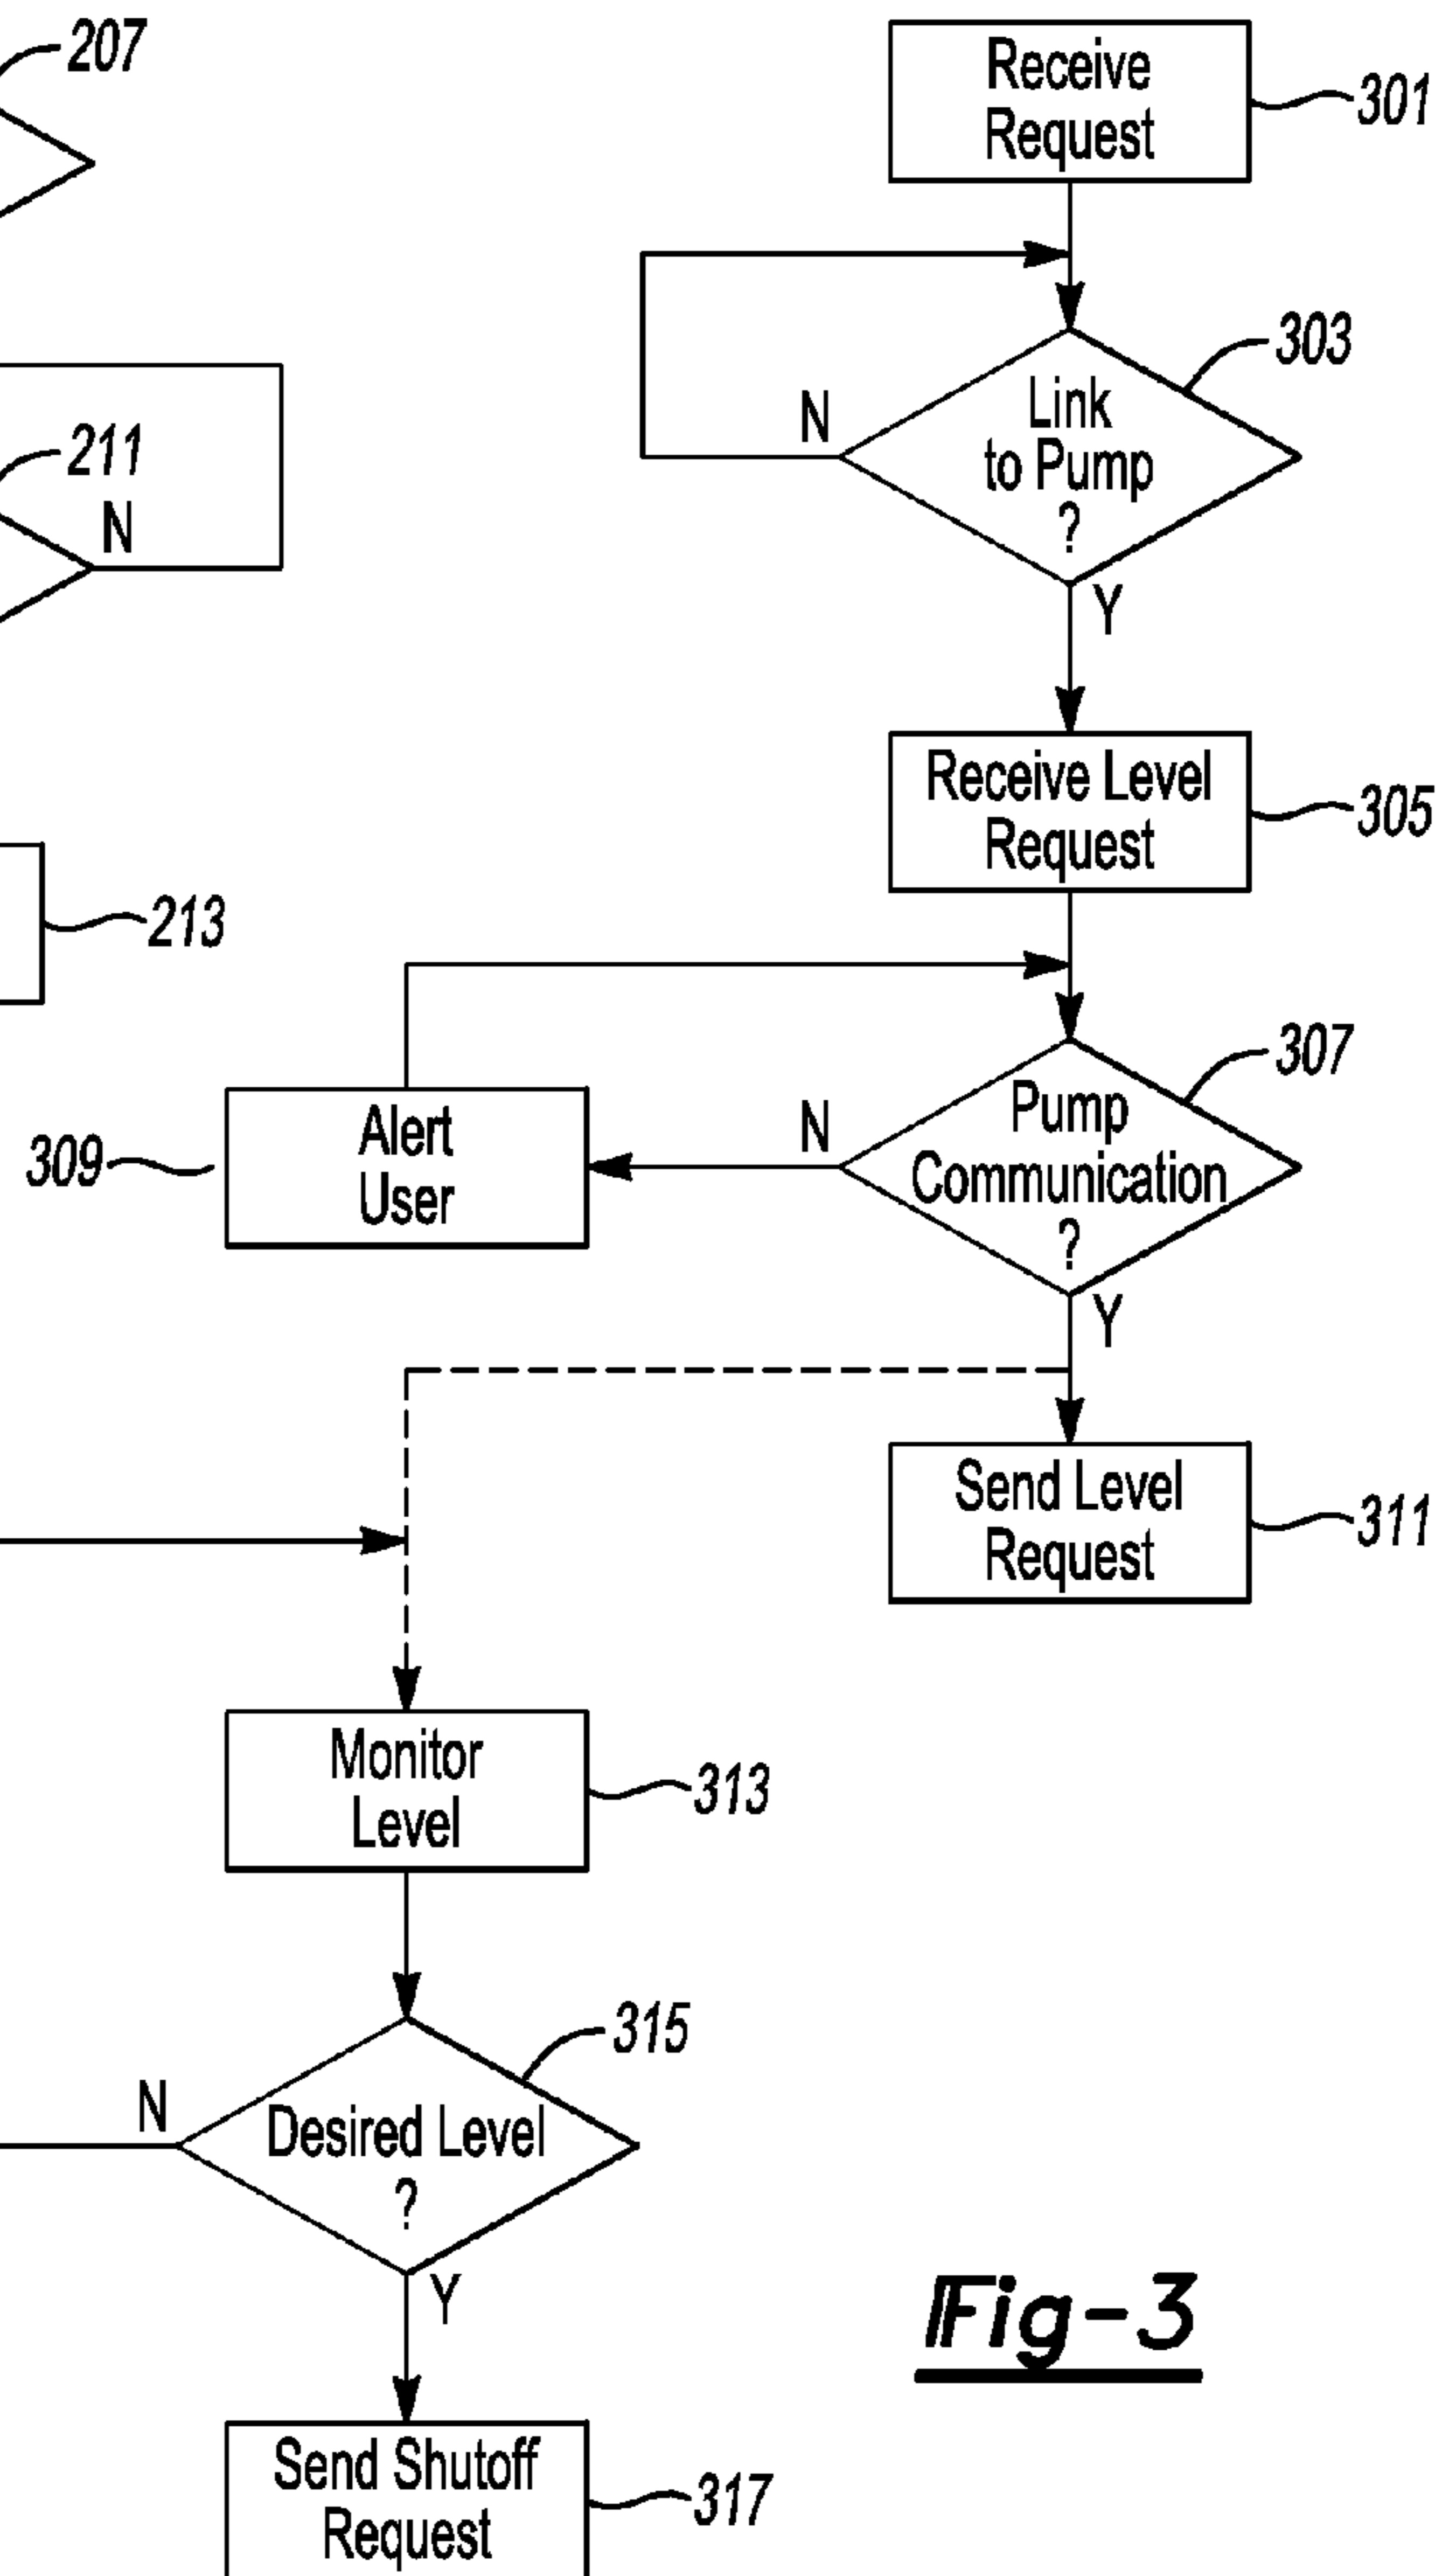 207
Receive
Request
301
303
Link
to Pump
?
N
Y
211
N
Receive Level
Request
305
213
307
Pump
Communication
?
N
Y
Alert
User
309
Send Level
Request
311
Monitor
Level
313
315
Desired Level
?
N
Y
Fig-3
Send Shutoff
Request
317